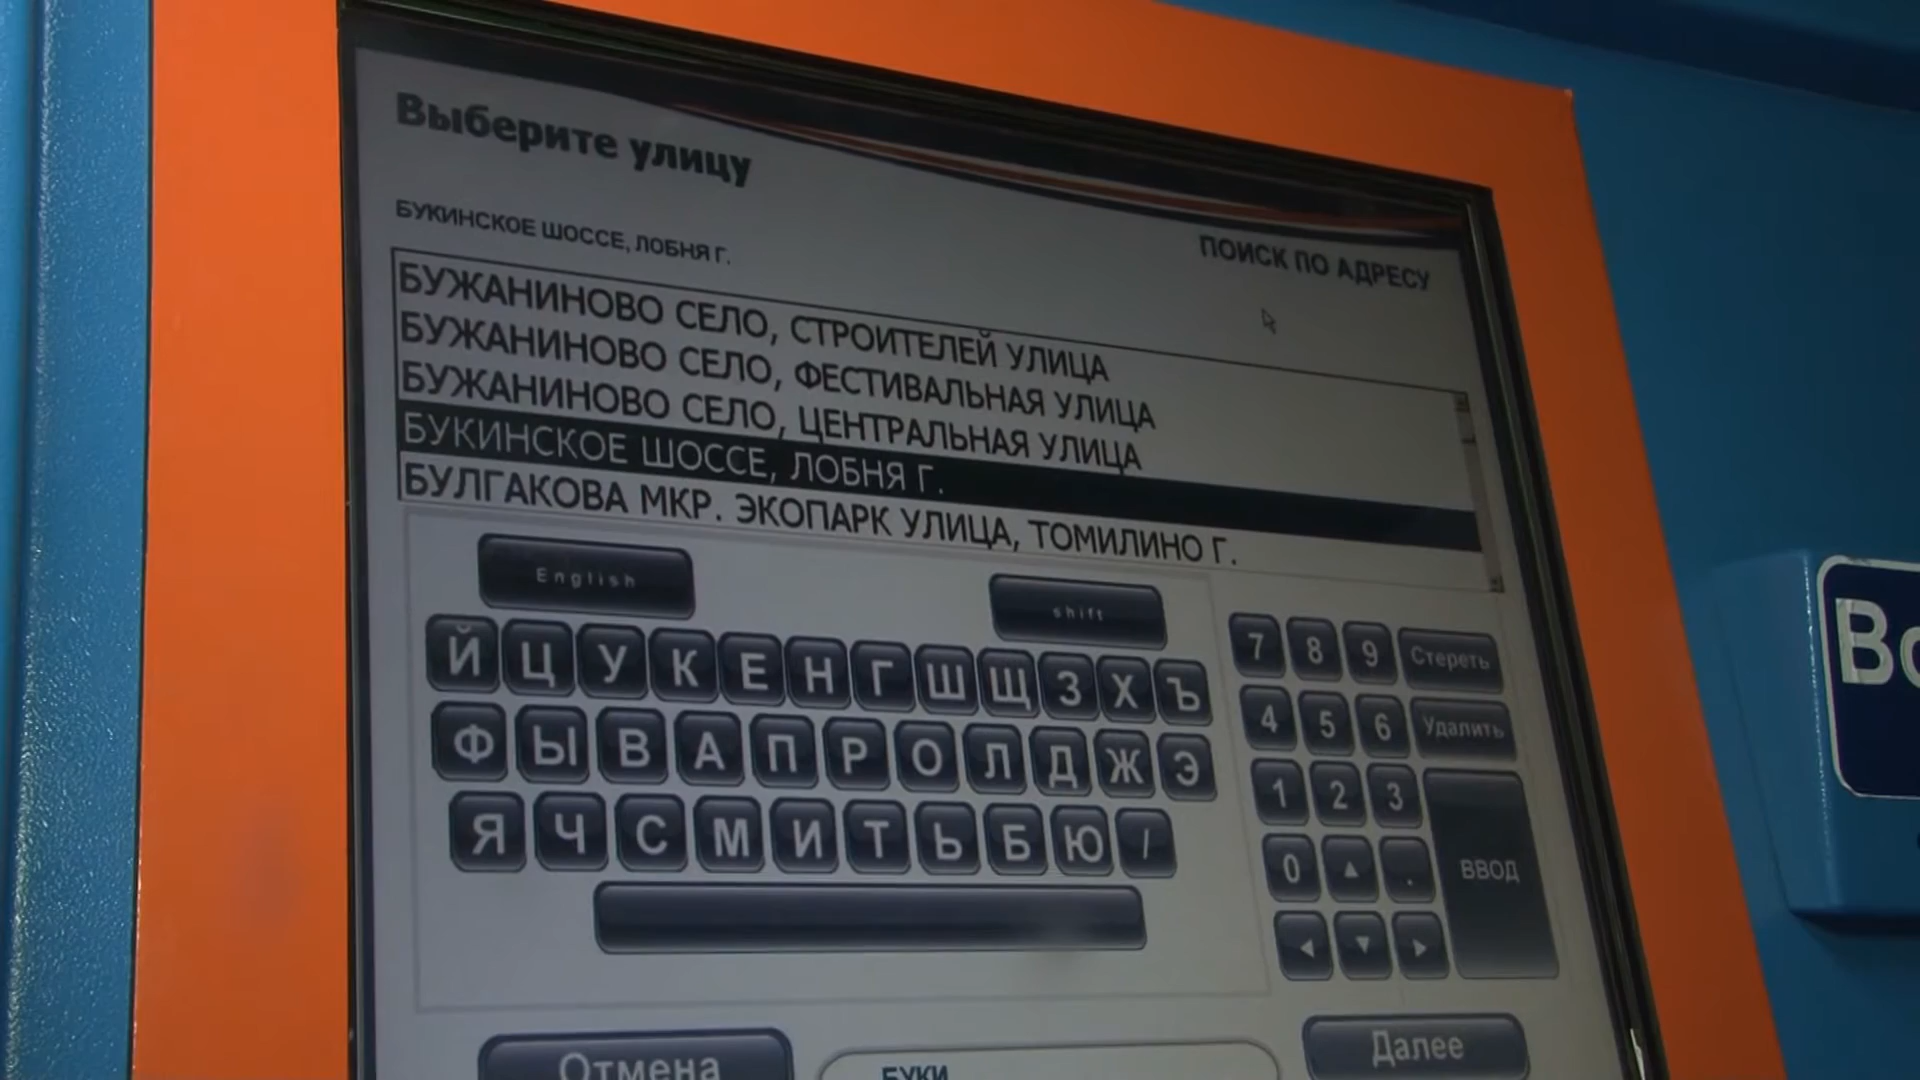 Выберите улицу
БУКИНСКОЕ ШОССЕ, ЛОБНЯ Г.
ПОИСК ПО АДРЕСУ
БУЖАНИНОВО СЕЛО, СТРОИТЕЛЕЙ УЛИЦА
БУЖАНИНОВО СЕЛО, ФЕСТИВАЛЬНАЯ УЛИЦА
БУЖАНИНОВО СЕЛО, ЦЕНТРАЛЬНАЯ УЛИЦА
БУКИНСКОЕ ШОССЕ, ЛОБНЯ Г.
БУЛГАКОВА МКР. ЭКОПАРК УЛИЦА, ТОМИЛИНО Г.
English shift
Й Ц У К Е Н Г Ш Щ З Х Ъ 7 8 9 Стереть
Ф Ы В А П Р О Л Д Ж Э 4 5 6 Удалить
Я Ч С М И Т Ь Б Ю / 1 2 3
0 . ВВОД
Отмена БУКИ Далее